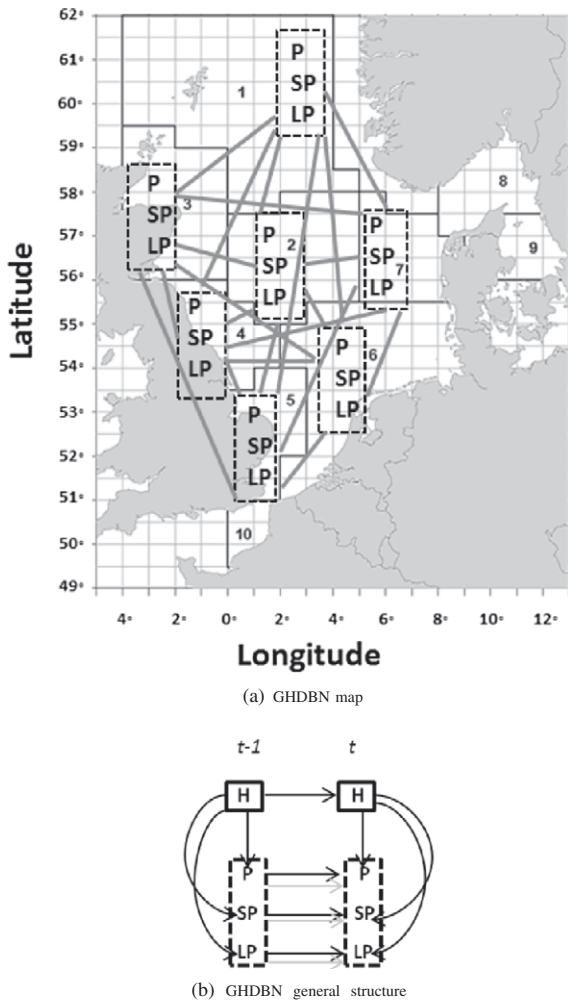 62°
61°
60°
59°
58°
57°
56°
55°
54°
53°
52°
51°
50°
49°
Latitude
1
P
SP
LP
P
SP
LP
3
P
SP
LP
2
P
SP
LP
7
8
9
P
SP
LP
4
P
SP
LP
6
P
SP
LP
5
10
4° 2° 0° 2° 4° 6° 8° 10° 12°
Longitude
(a) GHDBN map
t-1 t
H H
P P
SP SP
LP LP
(b) GHDBN general structure